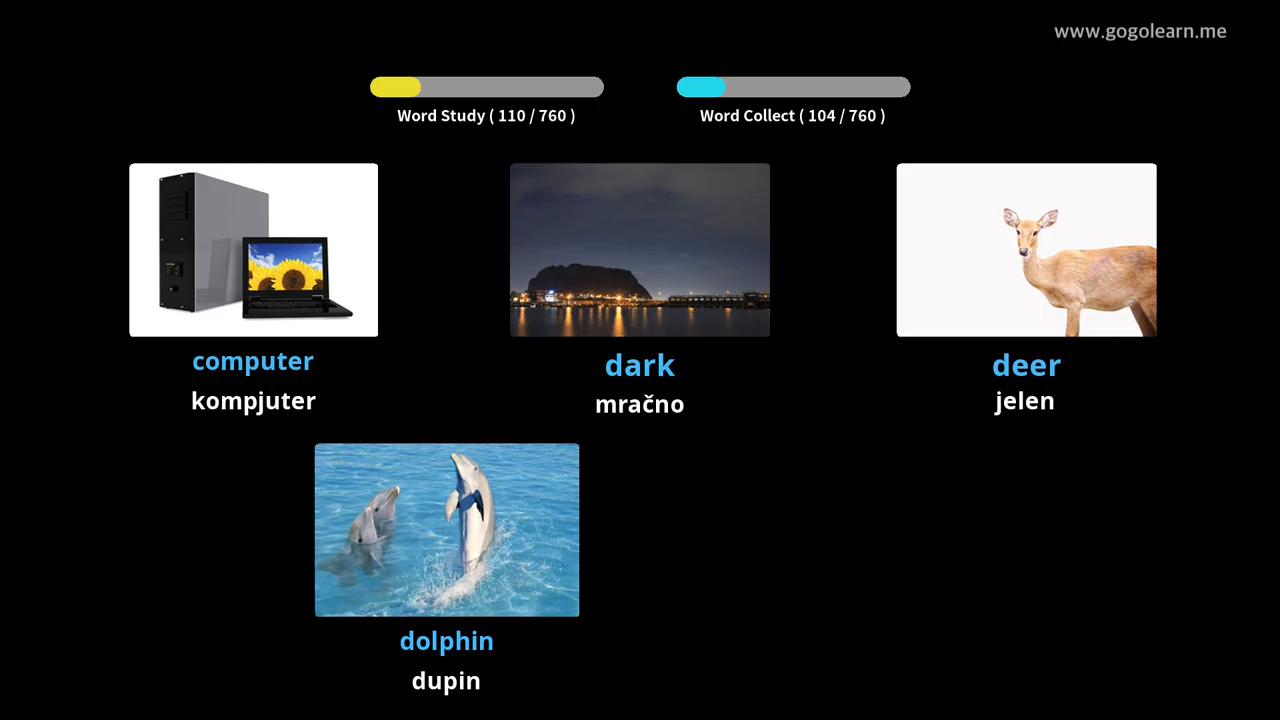 www.gogolearn.me
Word Study ( 110 / 760 )
Word Collect ( 104 / 760 )
computer
kompjuter
dark
mračno
deer
jelen
dolphin
dupin